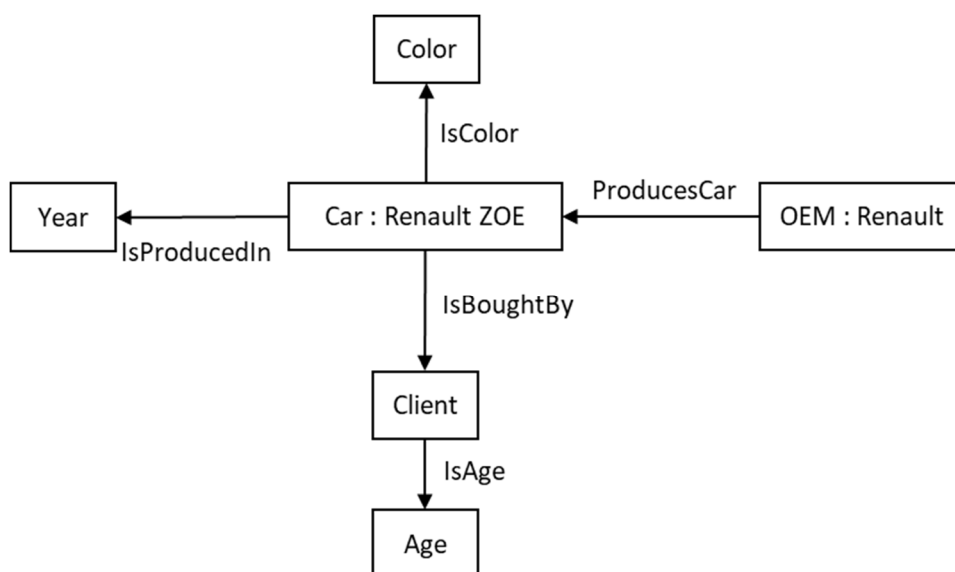 Color
IsColor
ProducesCar
Year
Car : Renault ZOE
OEM : Renault
IsProducedIn
IsBoughtBy
Client
IsAge
Age